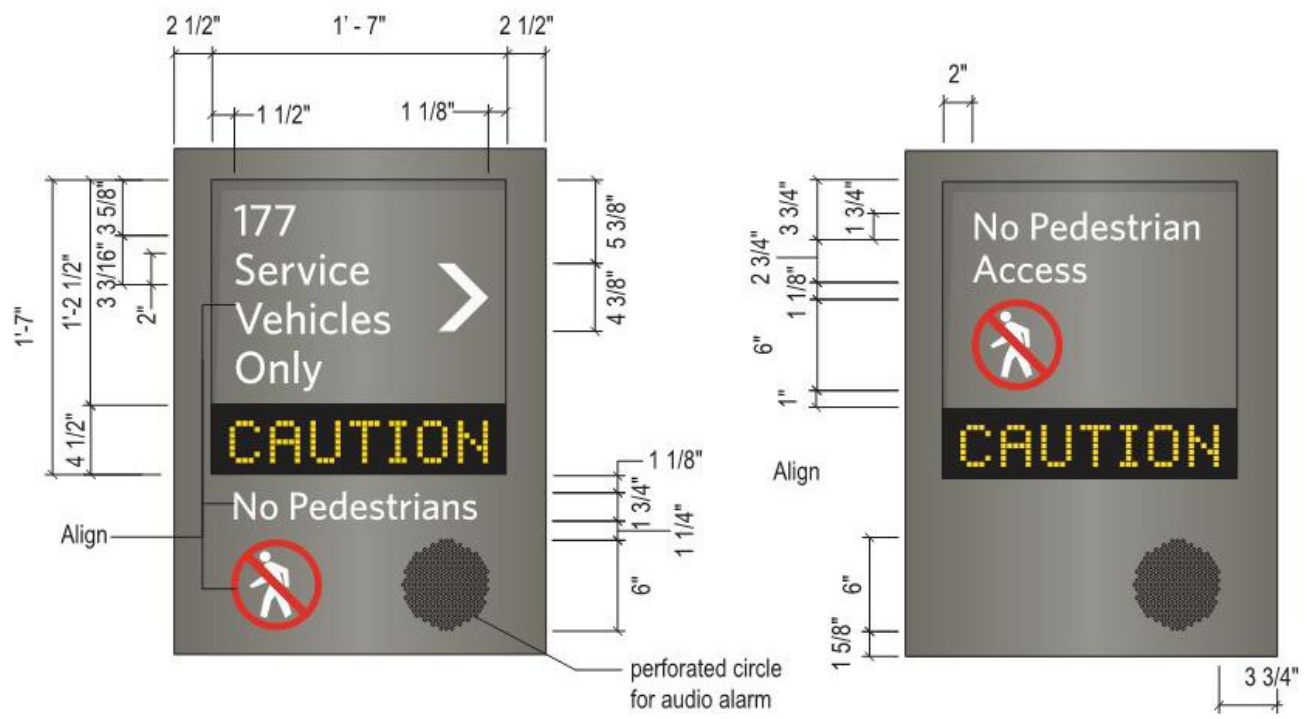 2 1/2" 1' - 7" 2 1/2"
1 1/2" 1 1/8"
3 5/8"
3 3/16"
2"
1'-2 1/2"
4 1/2"
1'-7"
177
Service
Vehicles
Only
CAUTION
No Pedestrians
Align
5 3/8"
4 3/8"
1 1/8"
1 3/4"
1 1/4"
6"
perforated circle
for audio alarm
2"
3 3/4"
1 3/4"
2 3/4"
1 1/8"
6"
1"
Align
No Pedestrian
Access
CAUTION
6"
1 5/8"
3 3/4"